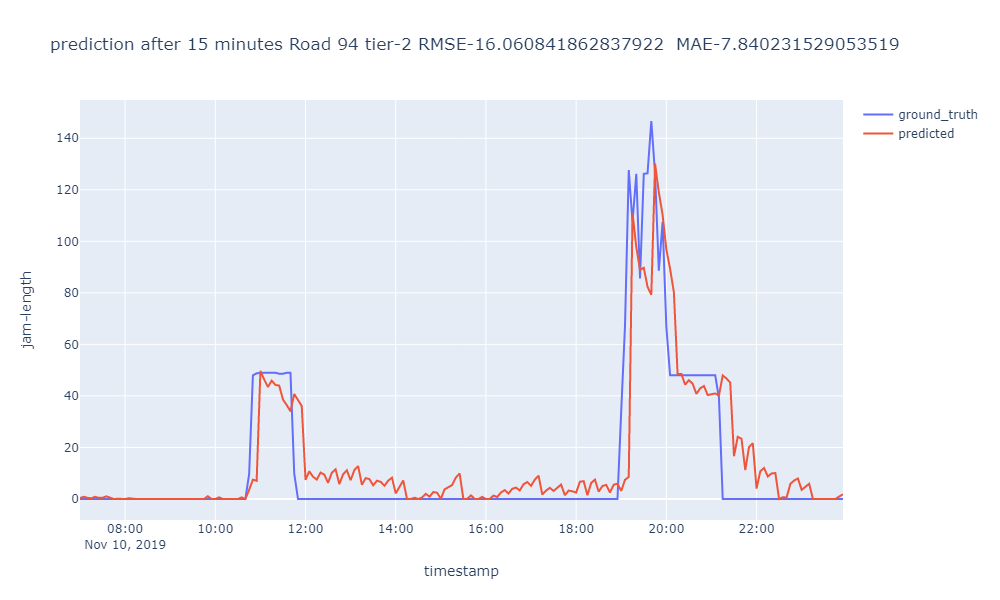 prediction after 15 minutes Road 94 tier-2 RMSE-16.060841862837922 MAE-7.840231529053519
ground_truth
predicted
140
120
100
80
60
40
20
0
jam-length
08:00 10:00 12:00 14:00 16:00 18:00 20:00 22:00
Nov 10, 2019
timestamp